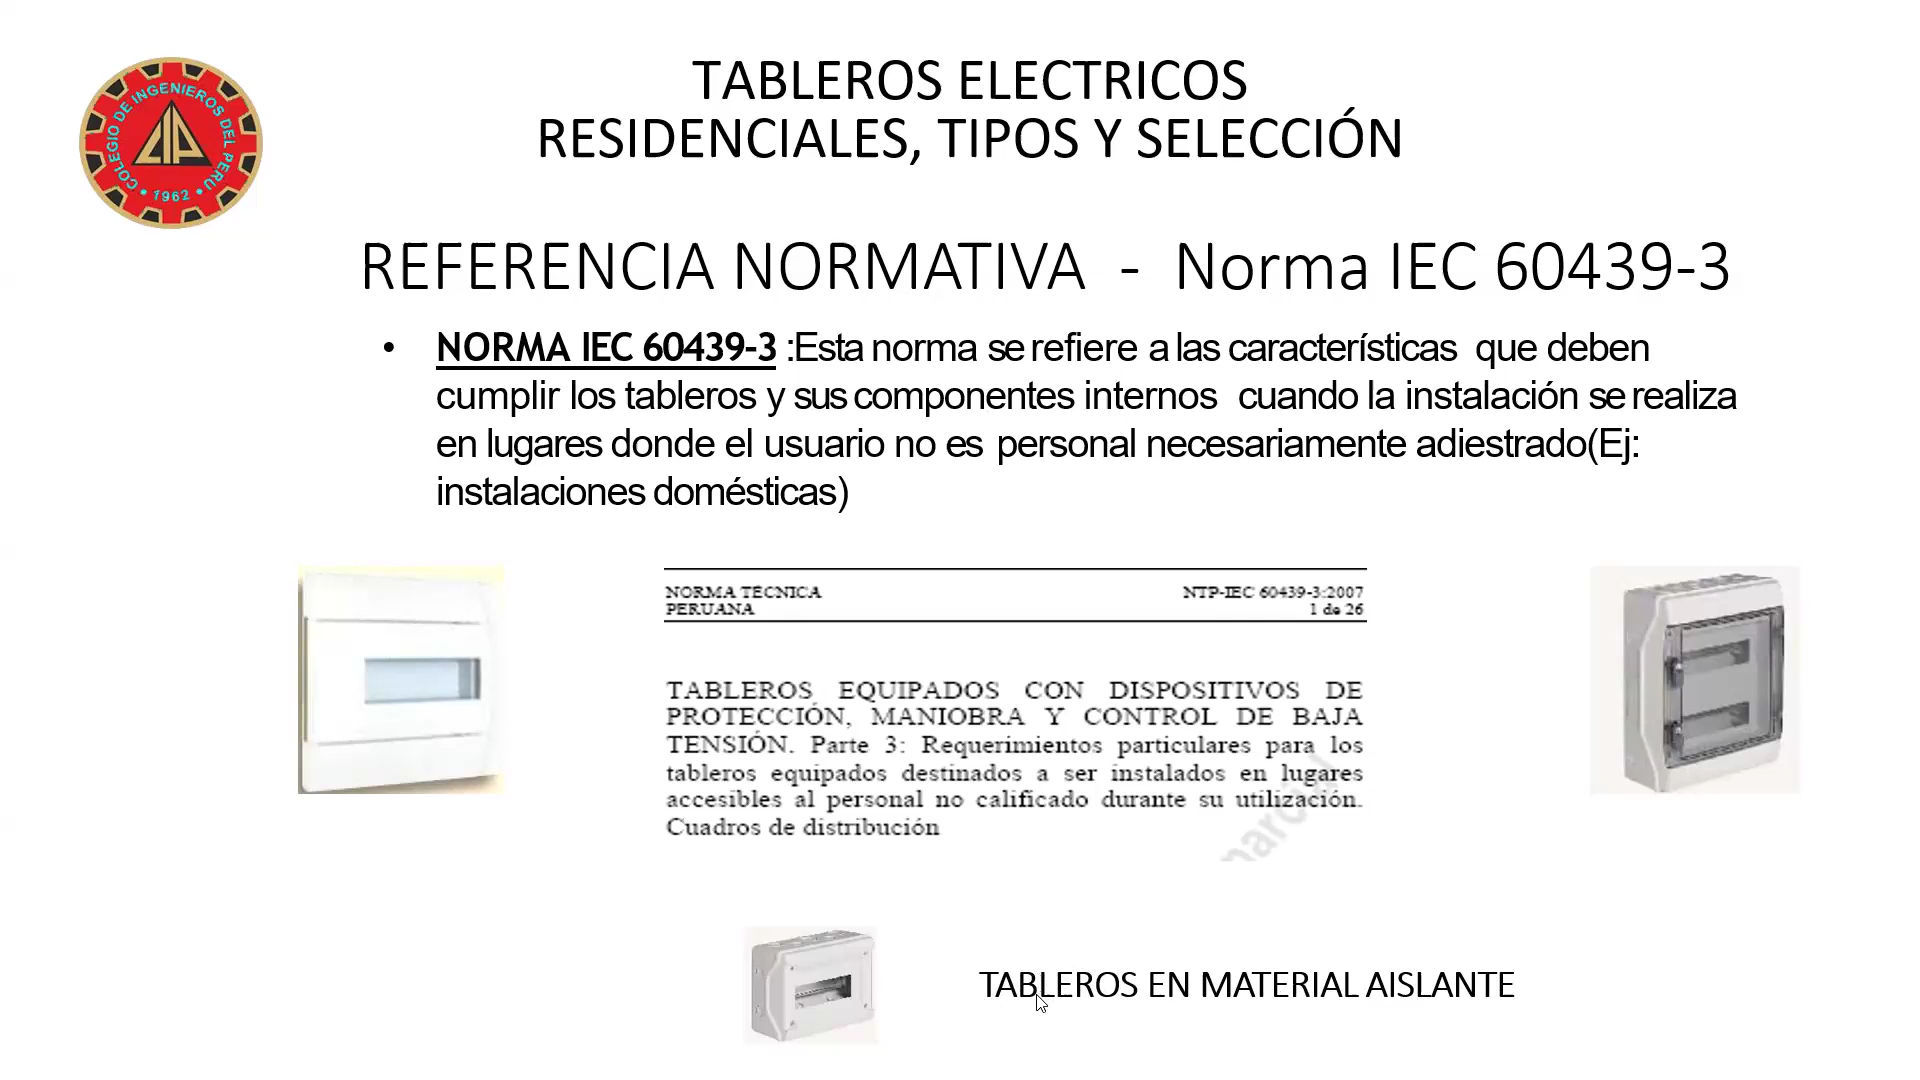 COLEGIO DE INGENIEROS DEL PERU
• 1962 •
TABLEROS ELECTRICOS
RESIDENCIALES, TIPOS Y SELECCIÓN
REFERENCIA NORMATIVA - Norma IEC 60439-3
• NORMA IEC 60439-3 :Esta norma se refiere a las características que deben
cumplir los tableros y sus componentes internos cuando la instalación se realiza
en lugares donde el usuario no es personal necesariamente adiestrado(Ej:
instalaciones domésticas)
NORMA TÉCNICA NTP-IEC 60439-3:2007
PERUANA 1 de 26
TABLEROS EQUIPADOS CON DISPOSITIVOS DE
PROTECCIÓN, MANIOBRA Y CONTROL DE BAJA
TENSIÓN. Parte 3: Requerimientos particulares para los
tableros equipados destinados a ser instalados en lugares
accesibles al personal no calificado durante su utilización.
Cuadros de distribución
TABLEROS EN MATERIAL AISLANTE